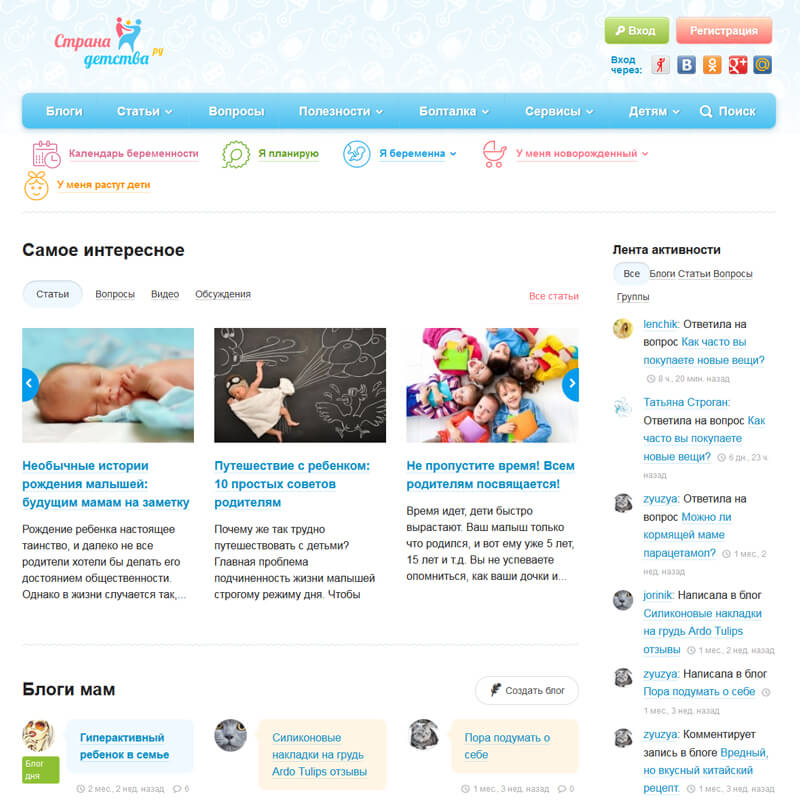 Страна
детства.ру
Вход
Регистрация
Вход
через:
Блоги
Статьи
Вопросы
Полезности
Болталка
Сервисы
Детям
Поиск
Календарь беременности
Я планирую
Я беременна
У меня новорожденный
У меня растут дети
Самое интересное
Статьи
Вопросы
Видео
Обсуждения
Все статьи
Необычные истории
рождения малышей:
будущим мамам на заметку
Рождение ребенка настоящее
таинство, и далеко не все
родители хотели бы делать его
достоянием общественности.
Однако в жизни случается так,...
Путешествие с ребенком:
10 простых советов
родителям
Почему же так трудно
путешествовать с детьми?
Главная проблема
подчиненность жизни малышей
строгому режиму дня. Чтобы
Не пропустите время! Всем
родителям посвящается!
Время идет, дети быстро
вырастают. Ваш малыш только
что родился, и вот ему уже 5 лет,
15 лет и т.д. Вы не успеваете
опомниться, как ваши дочки и...
Блоги мам
Создать блог
Блог
дня
Гиперактивный
ребенок в семье
2 мес., 2 нед. назад 6
Силиконовые
накладки на грудь
Ardo Tulips отзывы
Пора подумать о
себе
1 мес., 3 нед. назад 0
Лента активности
Все Блоги Статьи Вопросы
Группы
lenchik: Ответила на
вопрос Как часто вы
покупаете новые вещи?
8 ч., 20 мин. назад
Татьяна Строган:
Ответила на вопрос Как
часто вы покупаете
новые вещи? 6 дн., 23 ч.
назад
zyuzya: Ответила на
вопрос Можно ли
кормящей маме
парацетамол? 1 мес., 2
нед. назад
jorinik: Написала в блог
Силиконовые накладки
на грудь Ardo Tulips
отзывы 1 мес., 2 нед. назад
zyuzya: Написала в блог
Пора подумать о себе
1 мес., 3 нед. назад
zyuzya: Комментирует
запись в блоге Вредный,
но вкусный китайский
рецепт. 1 мес., 3 нед. назад